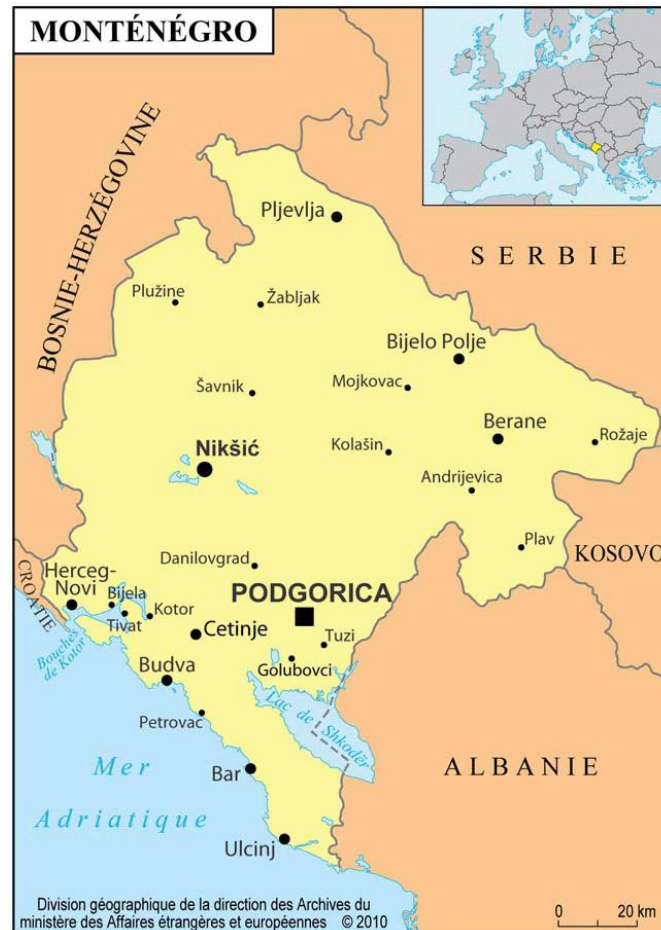 MONTÉNÉGRO
BOSNIE-HERZÉGOVINE
SERBIE
Pljevlja
Plužine
Žabljak
Bijelo Polje
Mojkovac
Šavnik
Berane
Rožaje
Nikšić
Kolašin
Andrijevica
Plav
KOSOVO
Danilovgrad
CROATIE
Herceg-
Novi
Bijela
Tivat
Kotor
PODGORICA
Cetinje
Tuzi
Golubovci
Bouches
de Kotor
Budva
Petrovac
Lac de Shkodër
Mer
Adriatique
Bar
ALBANIE
Ulcinj
Division géographique de la direction des Archives du
ministère des Affaires étrangères et européennes © 2010
0 20 km